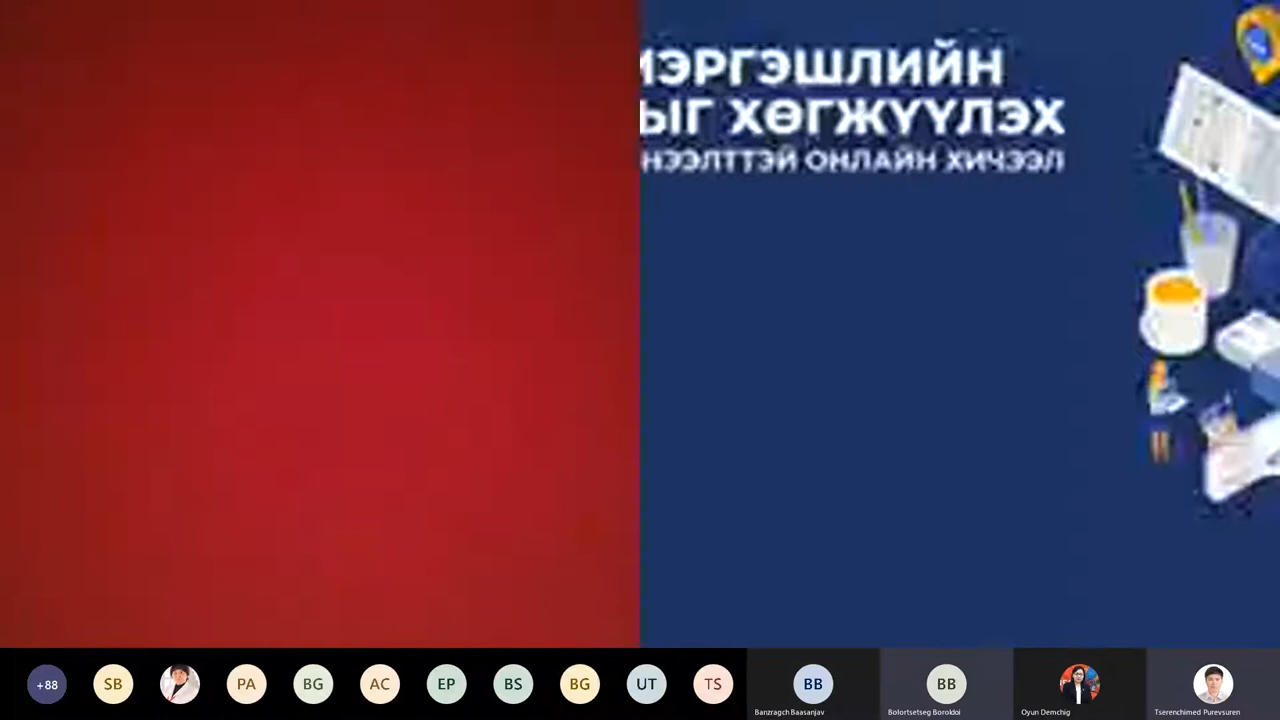 МЭРГЭШЛИЙН
ЫГ ХӨГЖҮҮЛЭХ
НЭЭЛТТЭЙ ОНЛАЙН ХИЧЭЭЛ
+88
SB
PA
BG
AC
EP
BS
BG
UT
TS
BB
Banzragch Baasanjav
BB
Bolortsetseg Boroldoi
Oyun Demchig
Tserenchimed Purevsuren